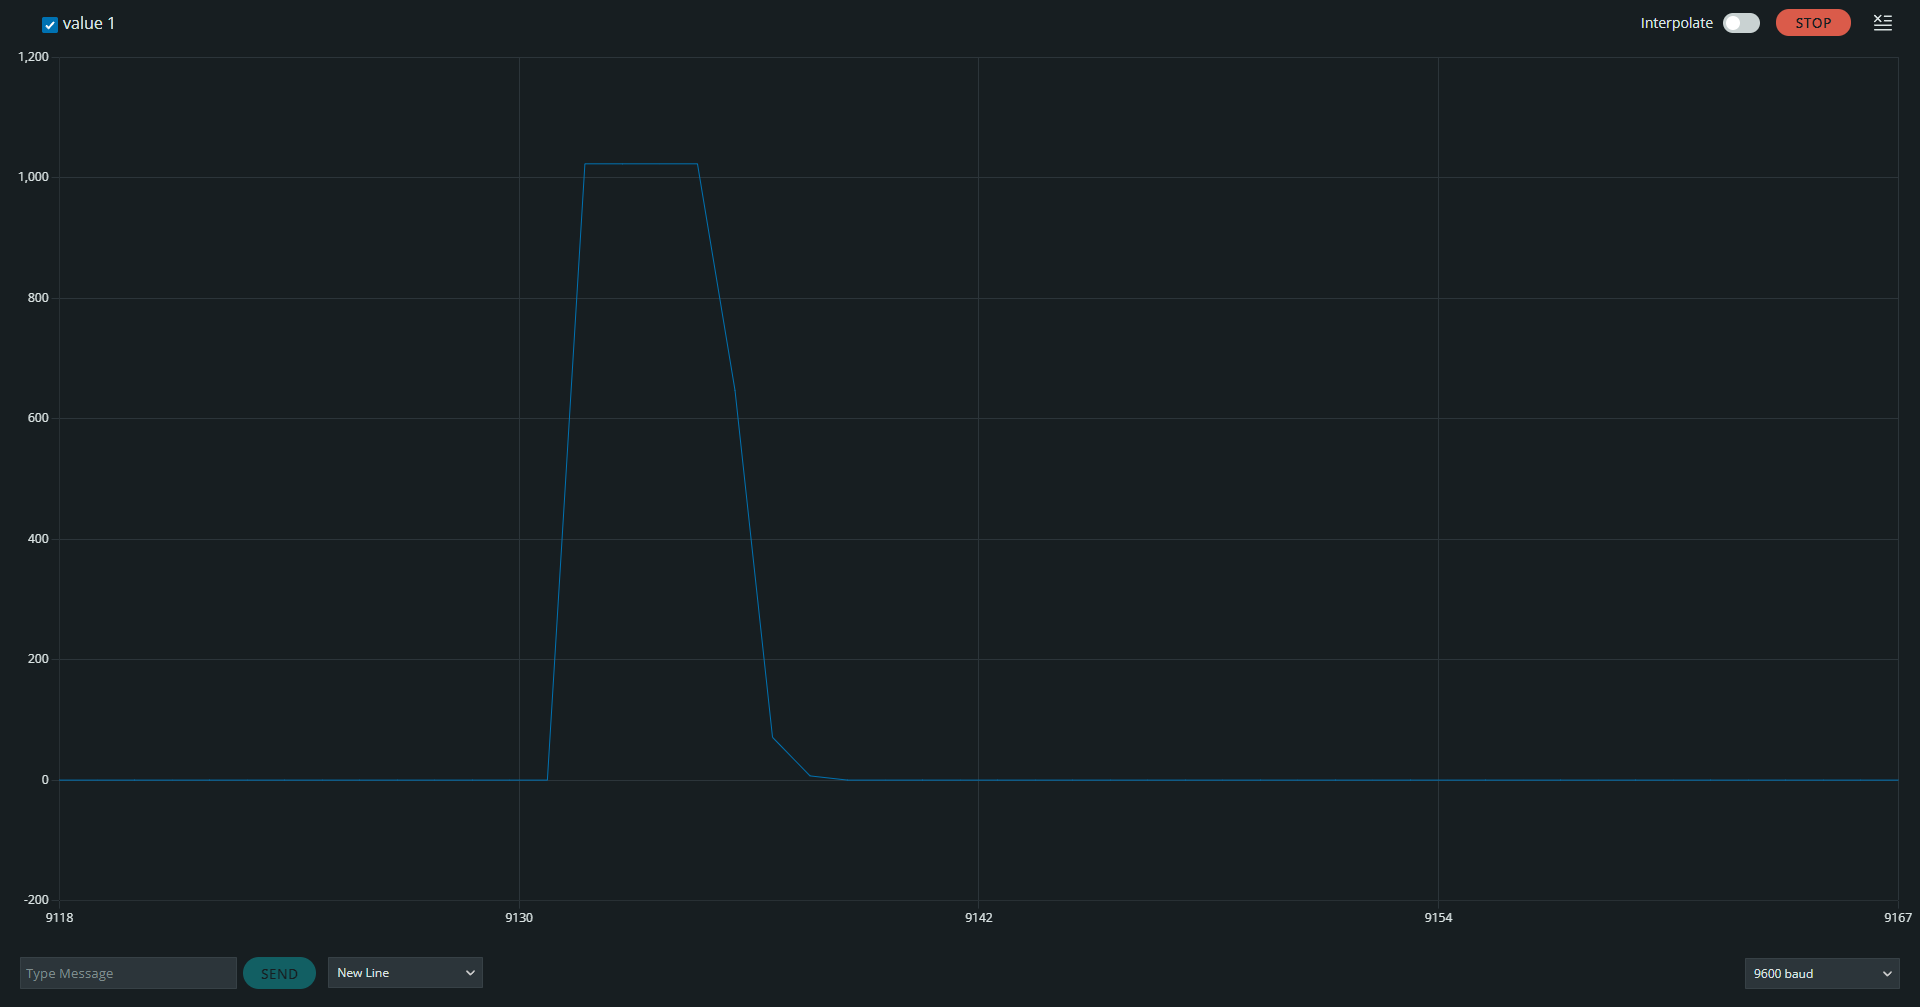 value 1
Interpolate
STOP
1,200
1,000
800
600
400
200
0
-200
9118
9130
9142
9154
9167
Type Message
SEND
New Line
9600 baud